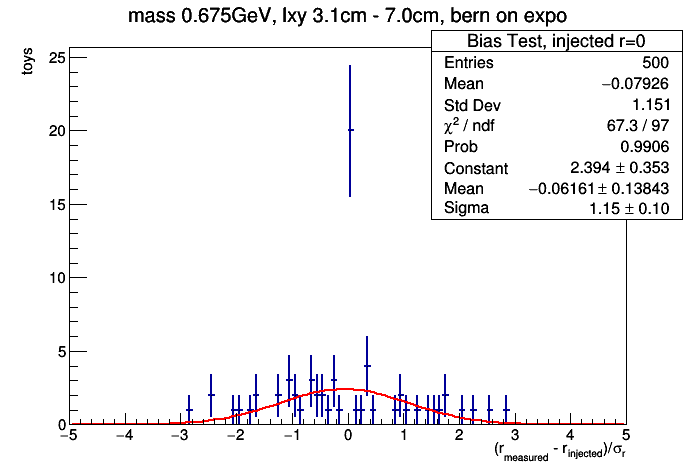 mass 0.675GeV, lxy 3.1cm - 7.0cm, bern on expo
Bias Test, injected r=0
Entries 500
Mean −0.07926
Std Dev 1.151
χ² / ndf 67.3 / 97
Prob 0.9906
Constant 2.394 ± 0.353
Mean −0.06161 ± 0.13843
Sigma 1.15 ± 0.10
toys
25
20
15
10
5
0
−5 −4 −3 −2 −1 0 1 2 3 4 5
(r_measured - r_injected)/σ_r